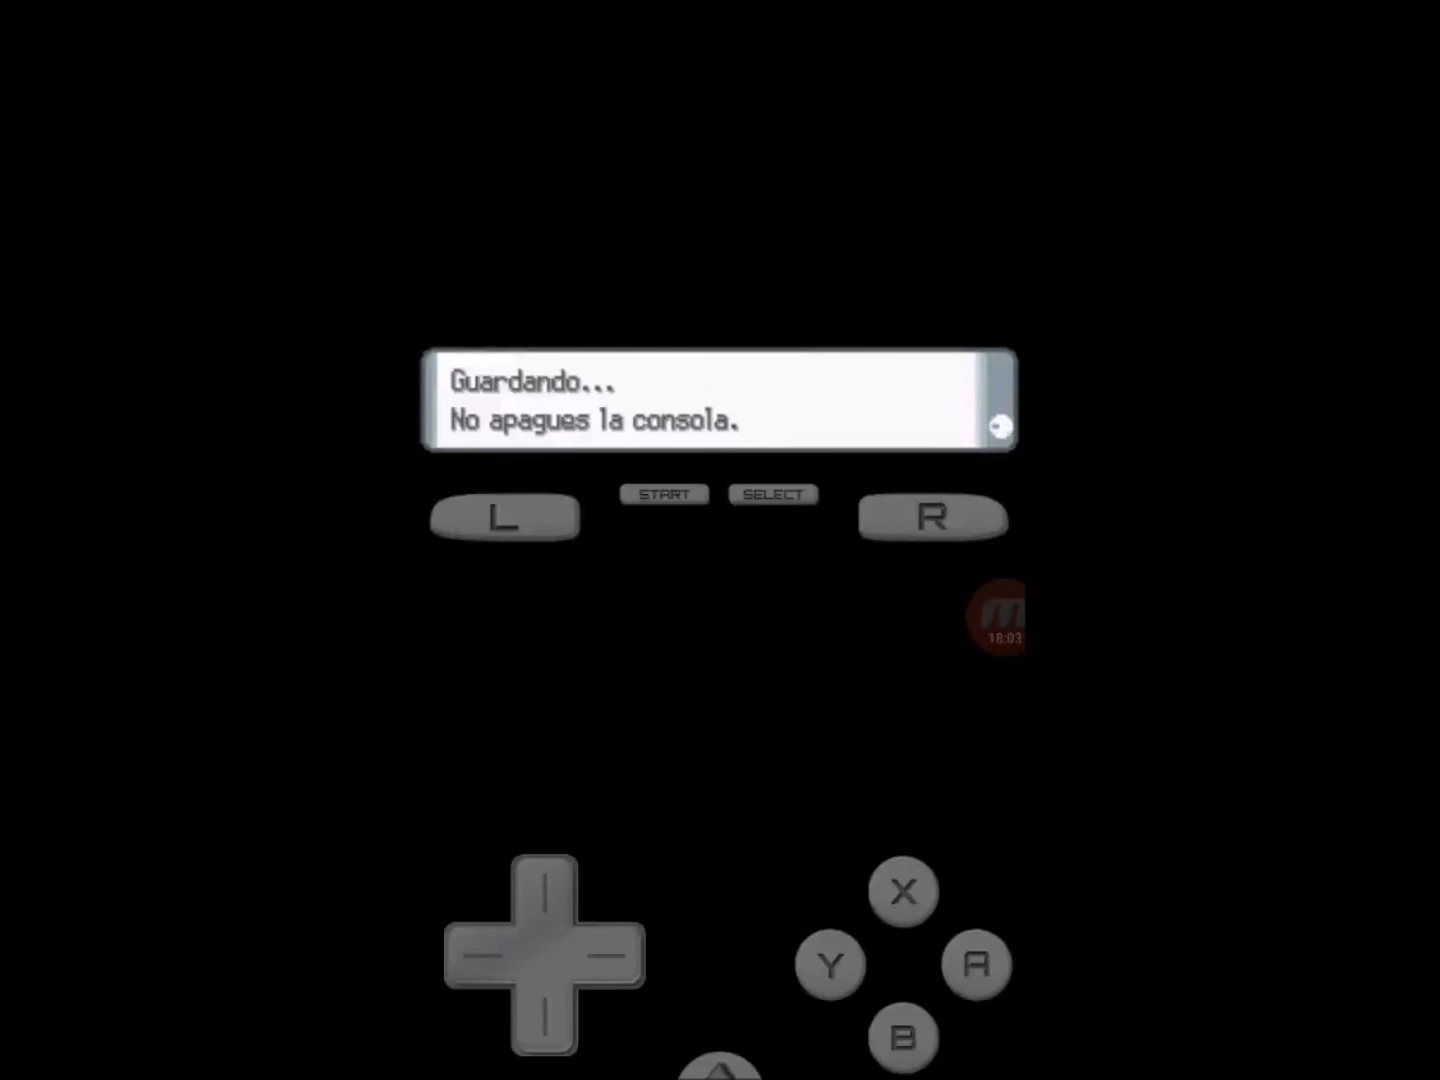 Guardando...
No apagues la consola.
START SELECT
L R
M
18:03
X
Y A
B